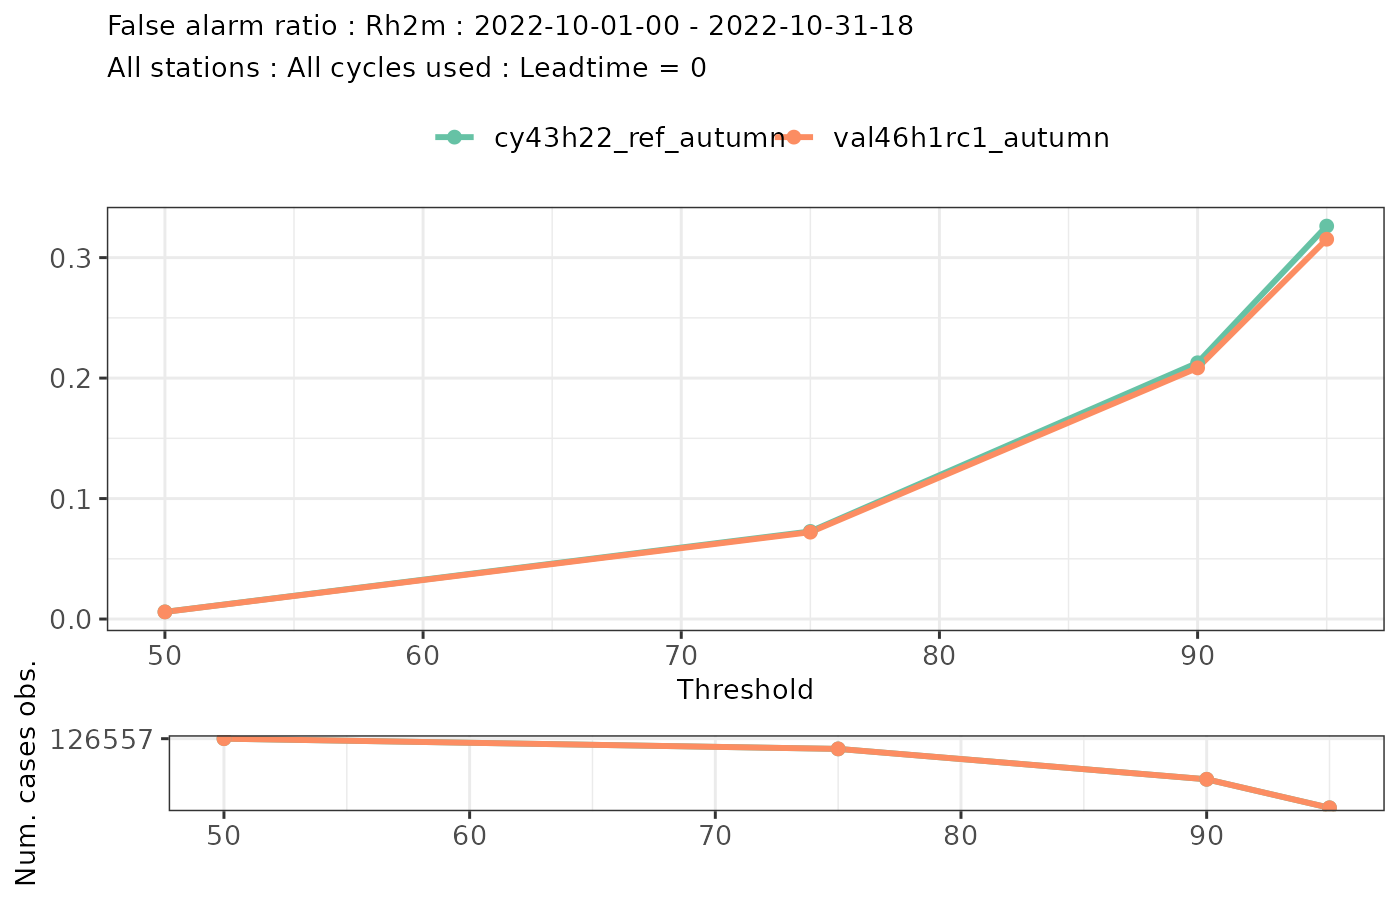 False alarm ratio : Rh2m : 2022-10-01-00 - 2022-10-31-18
All stations : All cycles used : Leadtime = 0
cy43h22_ref_autumn val46h1rc1_autumn
0.3
0.2
0.1
0.0
50 60 70 80 90
Threshold
Num. cases obs.
126557
50 60 70 80 90